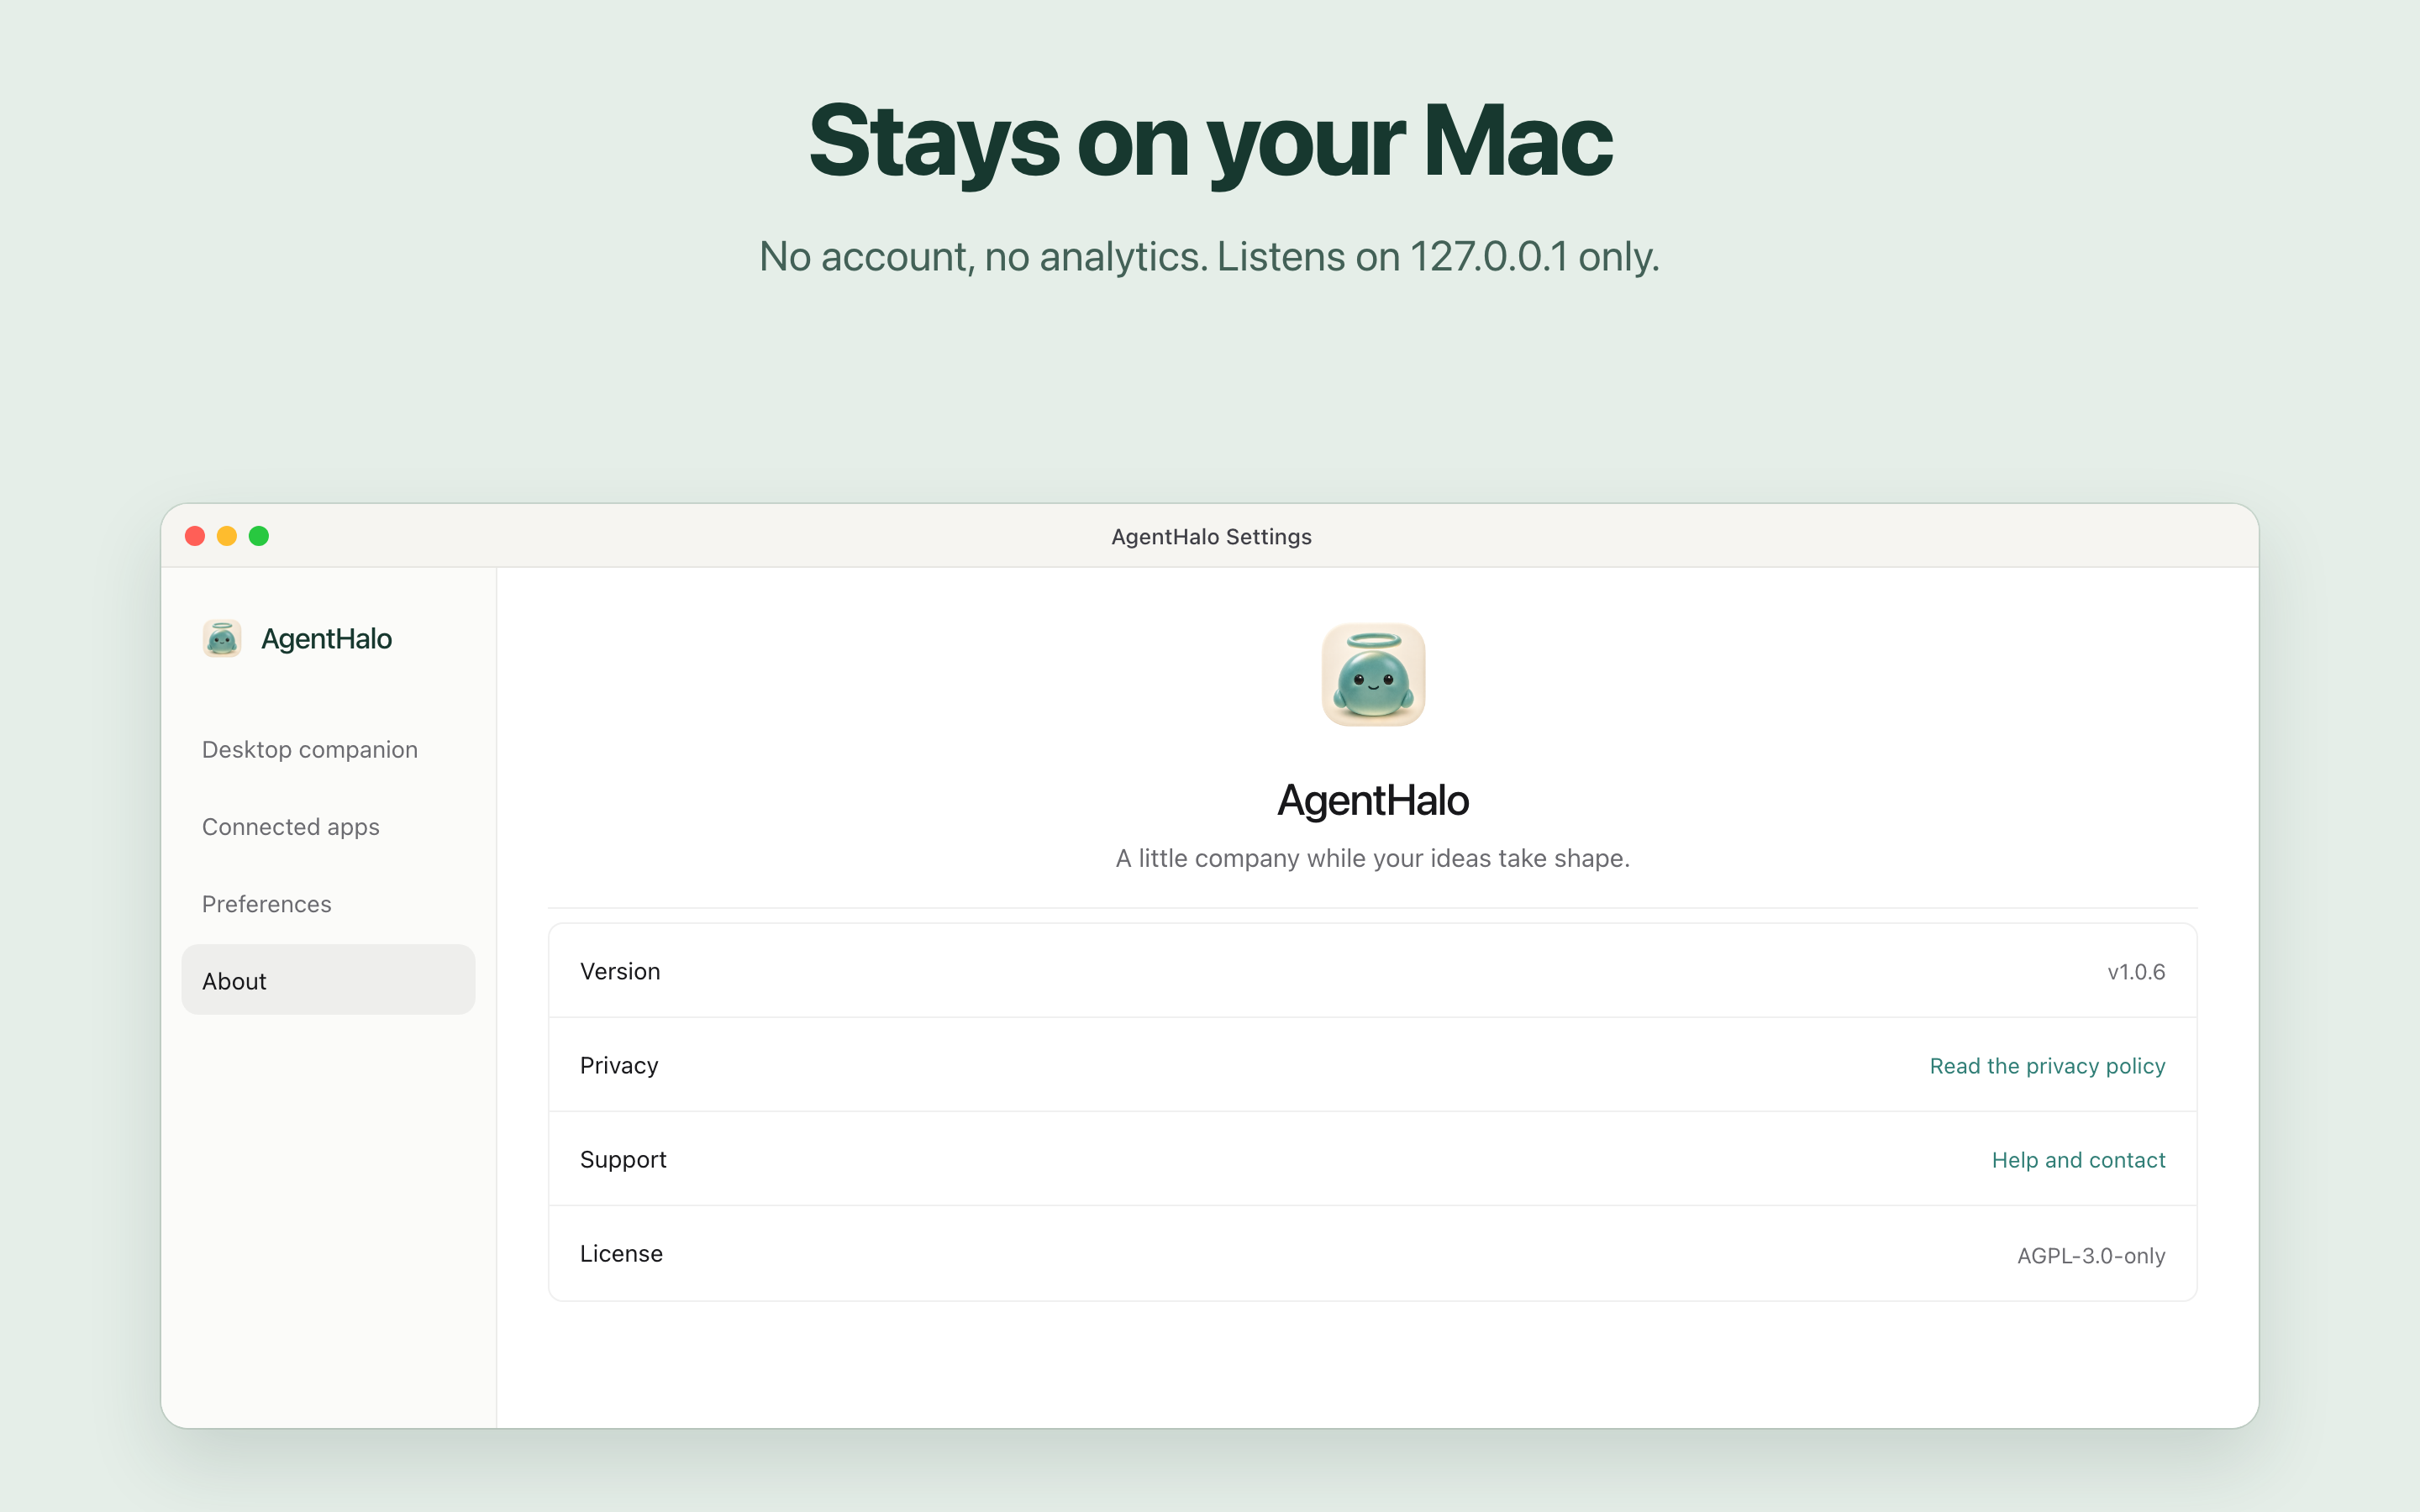 Stays on your Mac
No account, no analytics. Listens on 127.0.0.1 only.
AgentHalo Settings
AgentHalo
Desktop companion
Connected apps
Preferences
About
AgentHalo
A little company while your ideas take shape.
Version
v1.0.6
Privacy
Read the privacy policy
Support
Help and contact
License
AGPL-3.0-only